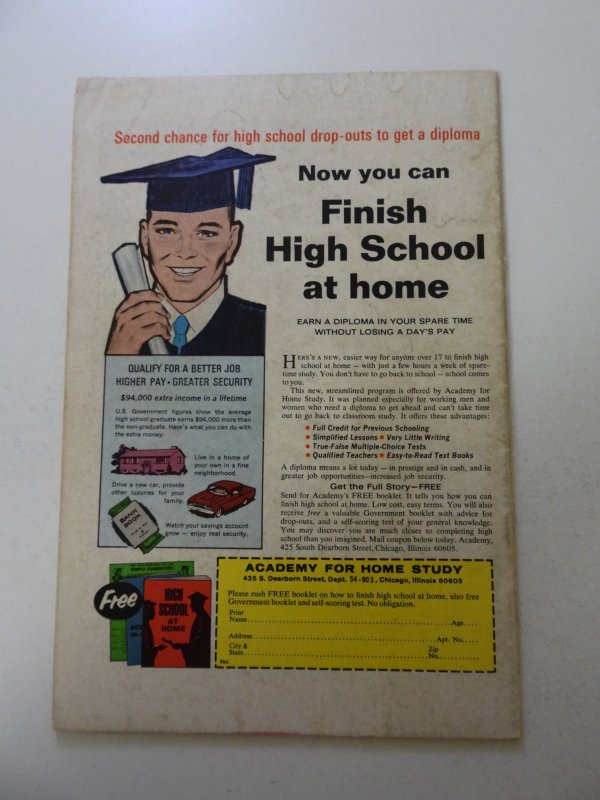 Second chance for high school drop-outs to get a diploma
Now you can
Finish
High School
at home
EARN A DIPLOMA IN YOUR SPARE TIME
WITHOUT LOSING A DAY'S PAY
HERE'S A NEW, easier way for anyone over 17 to finish high
school at home — with just a few hours a week of spare-
time study. You don't have to go back to school — school comes
to you.
This new, streamlined program is offered by Academy for
Home Study. It was planned especially for working men and
women who need a diploma to get ahead and can't take time
out to go back to classroom study. It offers these advantages:
• Full Credit for Previous Schooling
• Simplified Lessons • Very Little Writing
• True-False Multiple-Choice Tests
• Qualified Teachers • Easy-to-Read Text Books
A diploma means a lot today — in prestige and in cash, and in
greater job opportunities—increased job security.
Get the Full Story—FREE
Send for Academy's FREE booklet. It tells you how you can
finish high school at home. Low cost, easy terms. You will also
receive free a valuable Government booklet with advice for
drop-outs, and a self-scoring test of your general knowledge.
You may discover you are much closer to completing high
school than you imagined. Mail coupon below today. Academy,
425 South Dearborn Street, Chicago, Illinois 60605.
QUALIFY FOR A BETTER JOB
HIGHER PAY • GREATER SECURITY
$94,000 extra income in a lifetime
U.S. Government figures show the average
high school graduate earns $94,000 more than
the non-graduate. Here's what you can do with
the extra money:
Live in a home of
your own in a fine
neighborhood.
Drive a new car, provide
other luxuries for your
family.
BANK
BOOK
Watch your savings account
grow — enjoy real security.
Free
SAMPLE EXAMINATION
HIGH
SCHOOL
AT
HOME
ACADEMY FOR HOME STUDY
425 S. Dearborn Street, Dept. 54-903, Chicago, Illinois 60605
Please rush FREE booklet on how to finish high school at home, also free
Government booklet and self-scoring test. No obligation.
Print
Name Age
Address Apt. No.
City & Zip
State No.